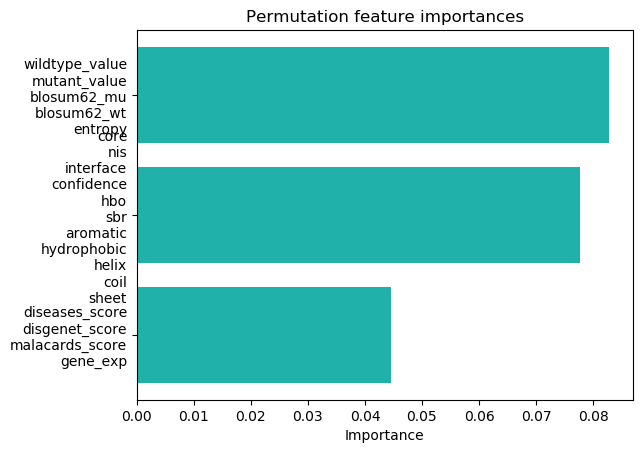 Permutation feature importances
wildtype_value
mutant_value
blosum62_mu
blosum62_wt
entropy
core
nis
interface
confidence
hbo
sbr
aromatic
hydrophobic
helix
coil
sheet
diseases_score
disgenet_score
malacards_score
gene_exp
0.00 0.01 0.02 0.03 0.04 0.05 0.06 0.07 0.08
Importance